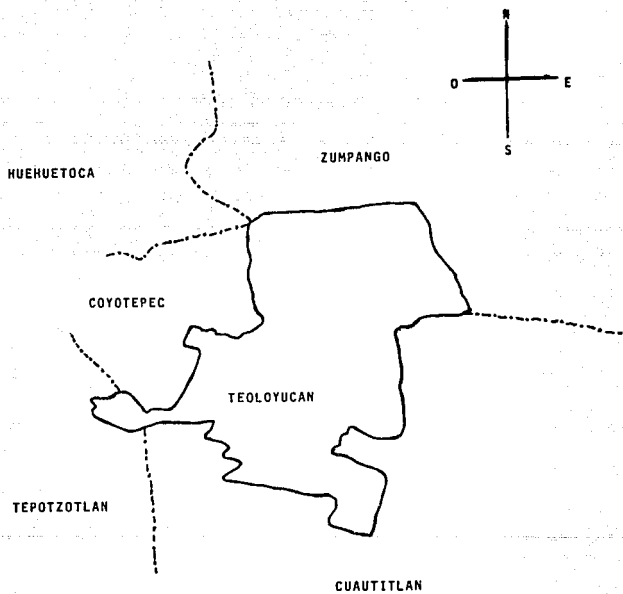 N
O E
S
ZUMPANGO
HUEHUETOCA
COYOTEPEC
TEOLOYUCAN
TEPOTZOTLAN
CUAUTITLAN